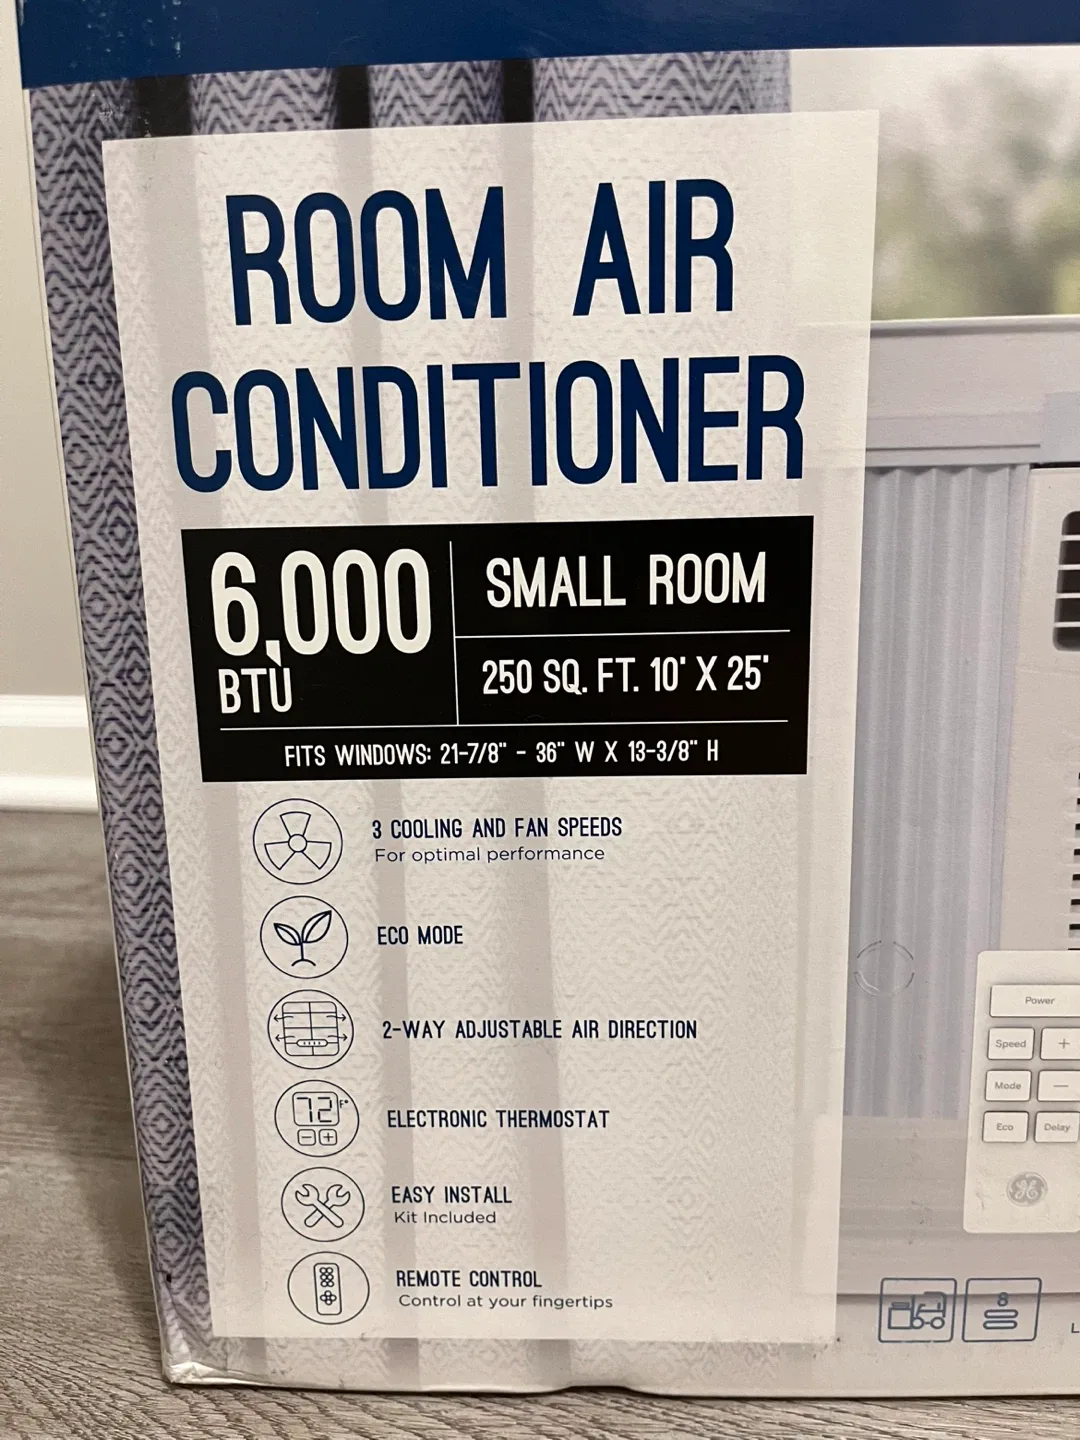 ROOM AIR
CONDITIONER
6,000
BTU
SMALL ROOM
250 SQ. FT. 10' X 25'
FITS WINDOWS: 21-7/8" - 36" W X 13-3/8" H
3 COOLING AND FAN SPEEDS
For optimal performance
ECO MODE
2-WAY ADJUSTABLE AIR DIRECTION
72 F°
ELECTRONIC THERMOSTAT
EASY INSTALL
Kit Included
REMOTE CONTROL
Control at your fingertips
Power
Speed +
Mode —
Eco Delay
GE
8
L